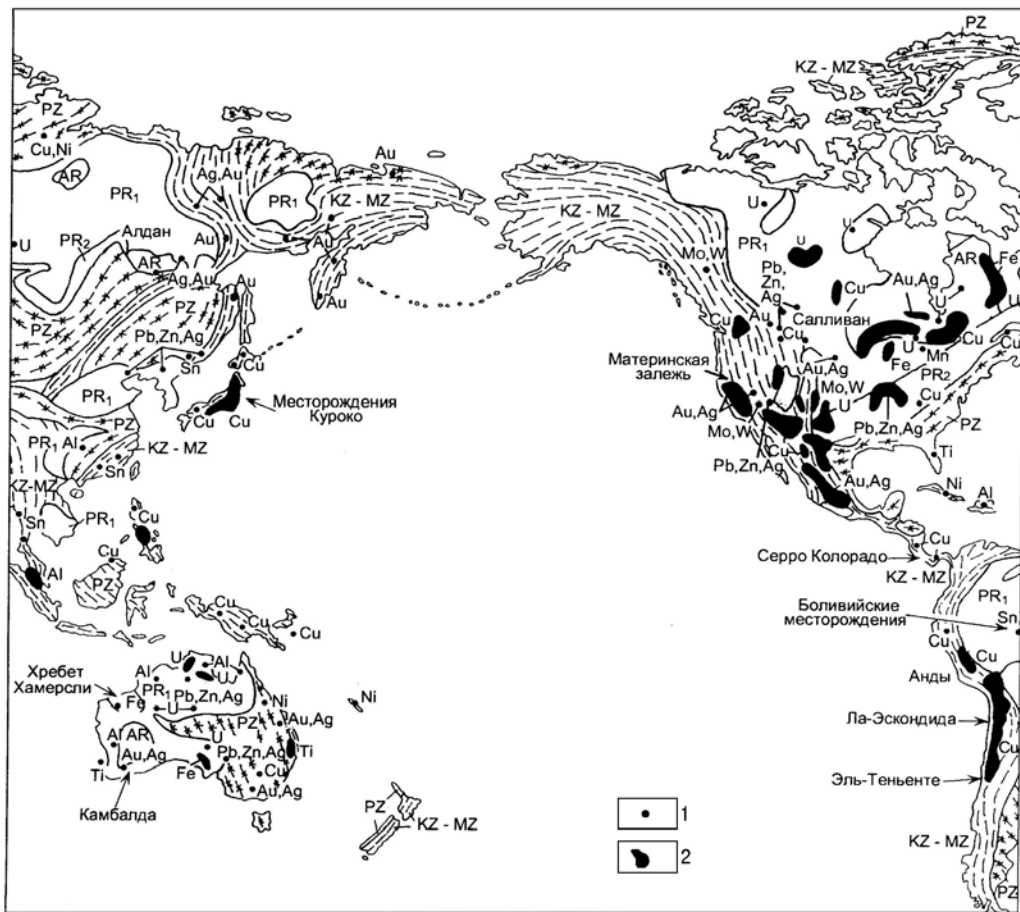 PZ
KZ - MZ
PZ
Cu,Ni
AR
PR1
U
PR2
Алдан
AR
Ag,Au
PZ
PZ
Ag,Au
Au
PR1
Au
KZ - MZ
Au
Au
Au
Pb,Zn,Ag
Sn
Cu
PR1
Месторождения
Куроко
Cu
Cu
PZ
PR1
Al
KZ - MZ
Sn
KZ-MZ
PR1
Sn
Cu
Cu
Al
PZ
Cu
Cu
Cu
KZ - MZ
U
PR1
U
U
Mo,W
Pb,
Zn,
Ag
Au
Cu
Cu
Салливан
Cu
Au,Ag
AR
Fe
U
U
U
Cu
Cu
Mn
Fe
PR2
Материнская
залежь
Au,Ag
Mo,W
Au,Ag
Mo,W
U
Cu
Pb,Zn,Ag
PZ
Pb,Zn,Ag
Cu
Ti
Au,Ag
Ni
Al
Cu
Серро Колорадо
KZ - MZ
PR1
Боливийские
месторождения
Sn
Cu
Cu
Анды
Ла-Эскондида
Cu
Эль-Теньенте
KZ - MZ
PZ
Хребет
Хамерсли
U
Al
Al
U
PR1
Pb,Zn,Ag
Fe
U
Ni
Ni
PZ
Au,Ag
Al
AR
U
Au,Ag
Pb,Zn,Ag
Ti
Ti
Fe
Cu
Au,Ag
Камбалда
PZ
KZ - MZ
1
2